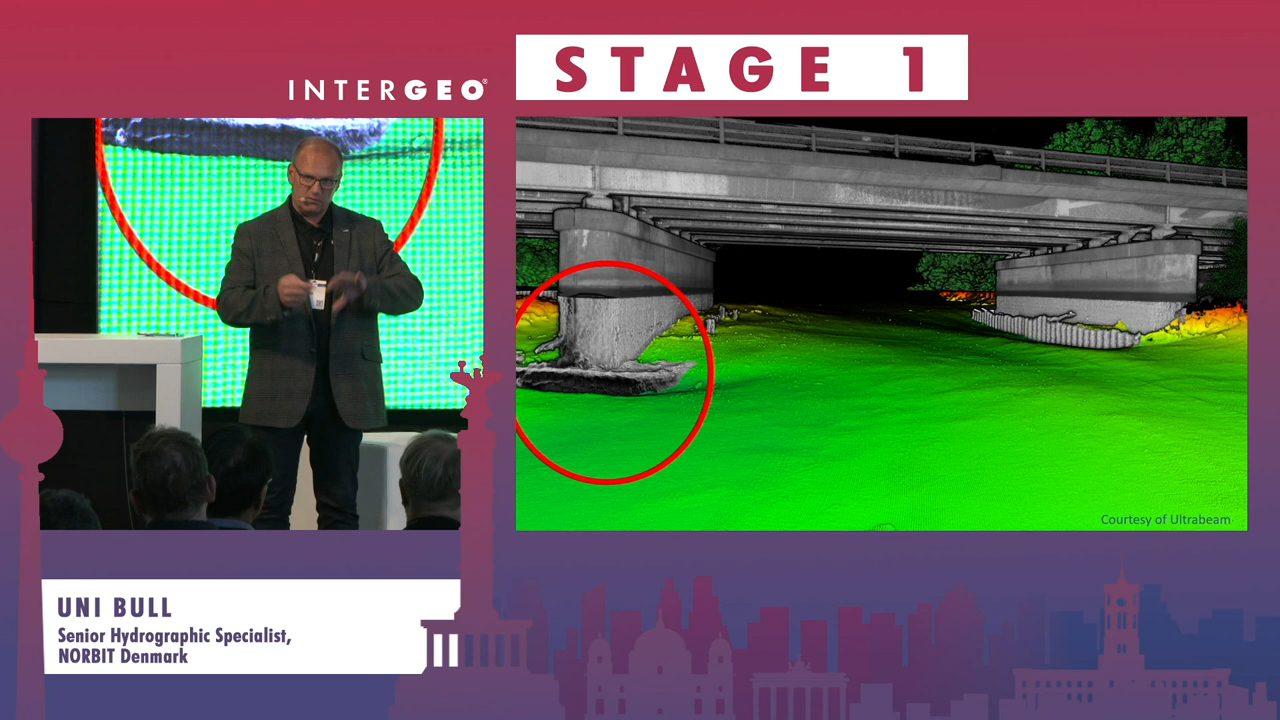 INTERGEO®
STAGE 1
Courtesy of Ultrabeam
UNI BULL
Senior Hydrographic Specialist,
NORBIT Denmark